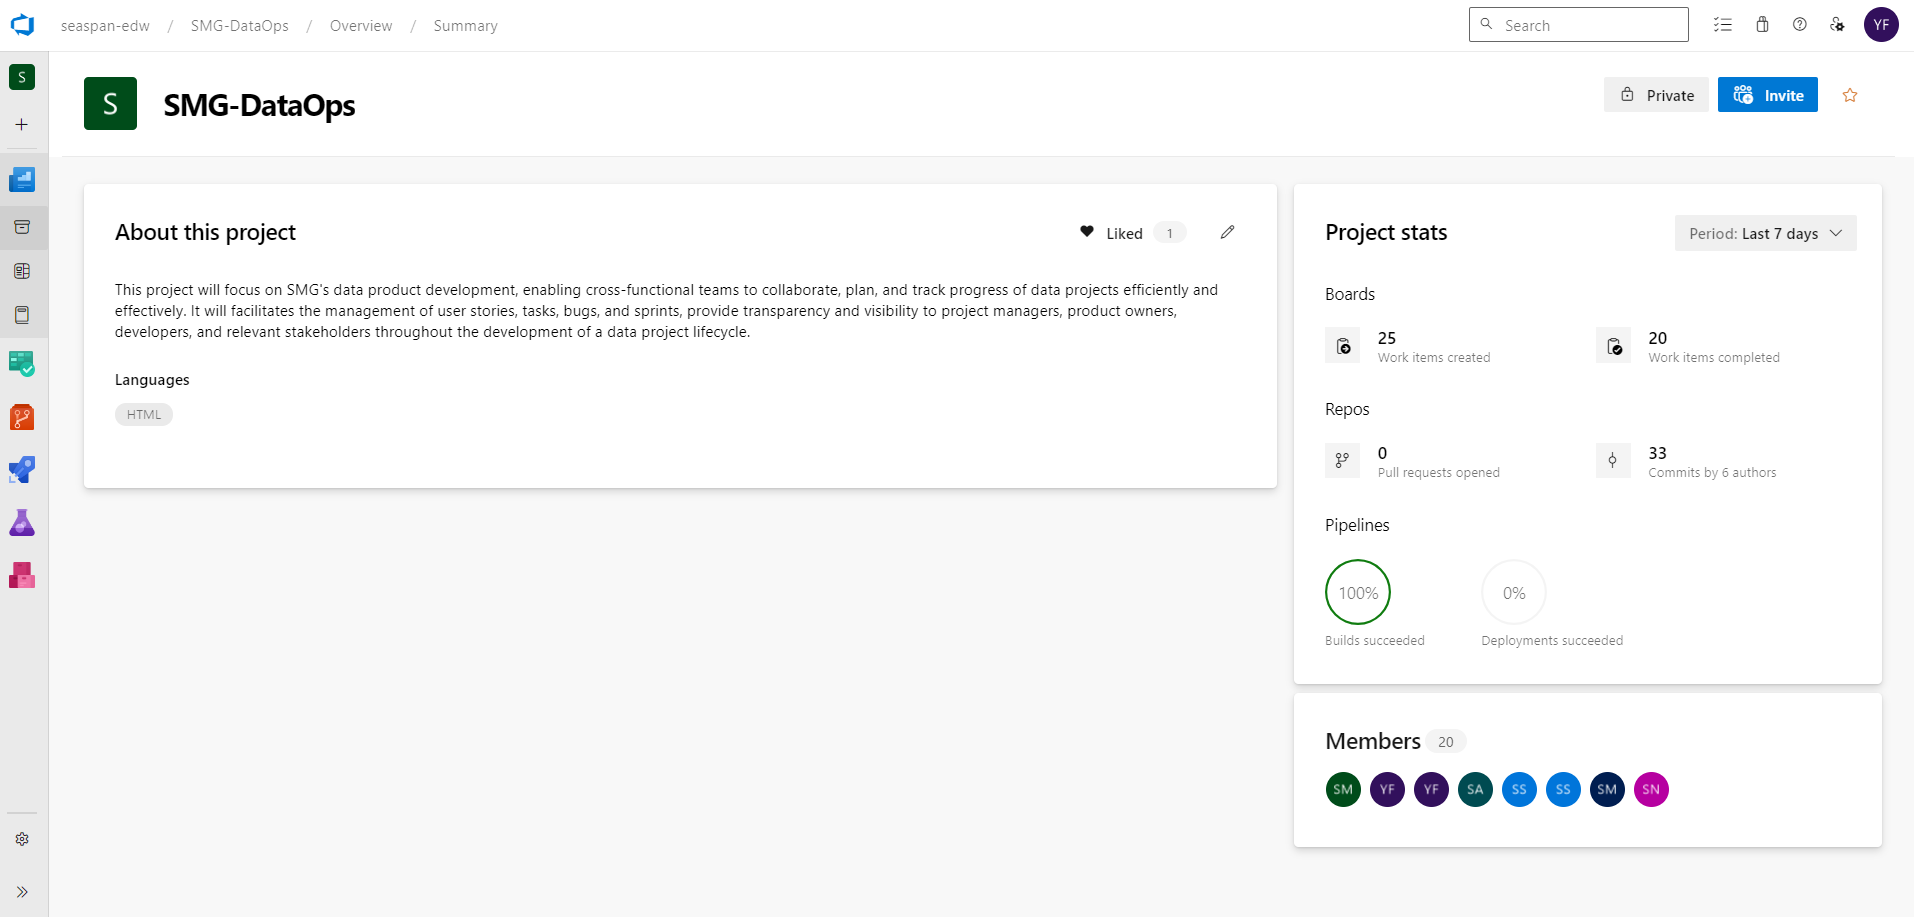 seaspan-edw / SMG-DataOps / Overview / Summary
Search
YF
S
S
SMG-DataOps
Private
Invite
About this project
Liked 1
This project will focus on SMG's data product development, enabling cross-functional teams to collaborate, plan, and track progress of data projects efficiently and
effectively. It will facilitates the management of user stories, tasks, bugs, and sprints, provide transparency and visibility to project managers, product owners,
developers, and relevant stakeholders throughout the development of a data project lifecycle.
Languages
HTML
Project stats
Period: Last 7 days
Boards
25
Work items created
20
Work items completed
Repos
0
Pull requests opened
33
Commits by 6 authors
Pipelines
100%
Builds succeeded
0%
Deployments succeeded
Members 20
SM YF YF SA SS SS SM SN